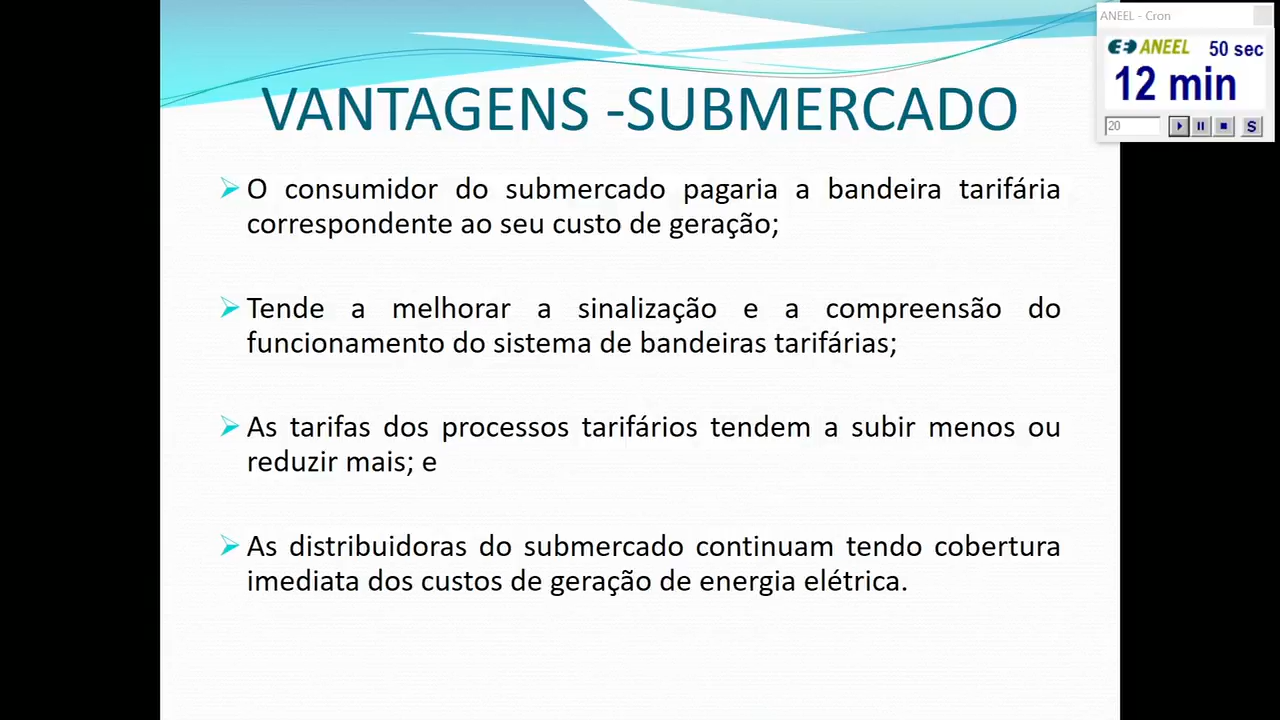 ANEEL - Cron
ANEEL 50 sec
12 min
20
S
VANTAGENS -SUBMERCADO
O consumidor do submercado pagaria a bandeira tarifária
correspondente ao seu custo de geração;
Tende a melhorar a sinalização e a compreensão do
funcionamento do sistema de bandeiras tarifárias;
As tarifas dos processos tarifários tendem a subir menos ou
reduzir mais; e
As distribuidoras do submercado continuam tendo cobertura
imediata dos custos de geração de energia elétrica.